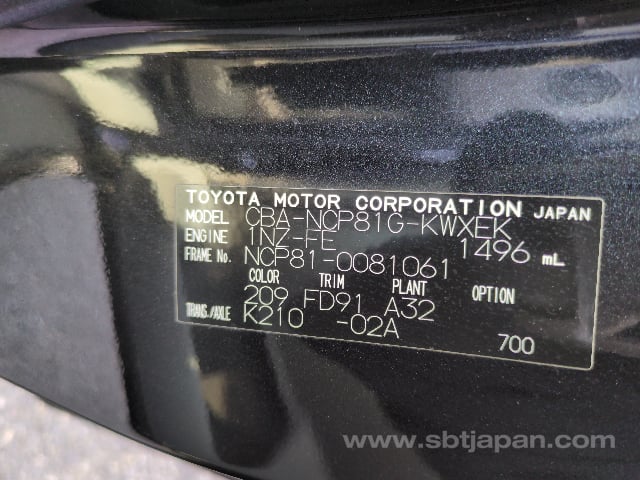 TOYOTA MOTOR CORPORATION JAPAN
MODEL CBA-NCP81G-KWXEK
ENGINE 1NZ-FE 1496 mL
FRAME No. NCP81-0081061
COLOR TRIM PLANT OPTION
209 FD91 A32
TRANS./AXLE K210 -02A
700
www.sbtjapan.com